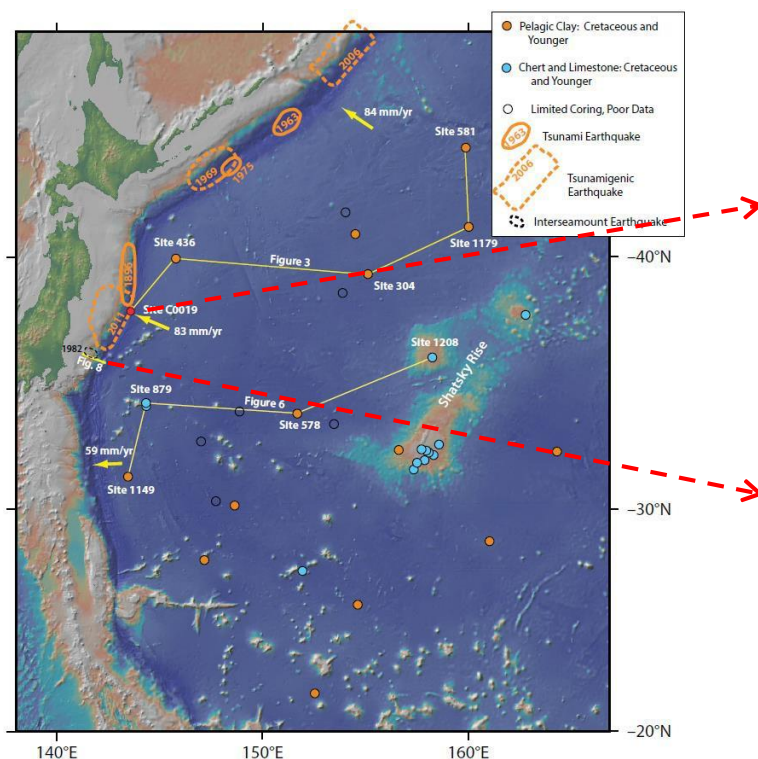 Pelagic Clay: Cretaceous and
Younger
Chert and Limestone: Cretaceous
and Younger
Limited Coring, Poor Data
1963
Tsunami Earthquake
2006
Tsunamigenic
Earthquake
Interseamount Earthquake
2006
84 mm/yr
1963
Site 581
1969
1975
Site 436
Site 1179
Figure 3
−40°N
1896
Site 304
Site C0019
2011
83 mm/yr
1982
Fig. 8
Site 1208
Shatsky Rise
Site 879
Figure 6
Site 578
59 mm/yr
Site 1149
−30°N
−20°N
140°E
150°E
160°E